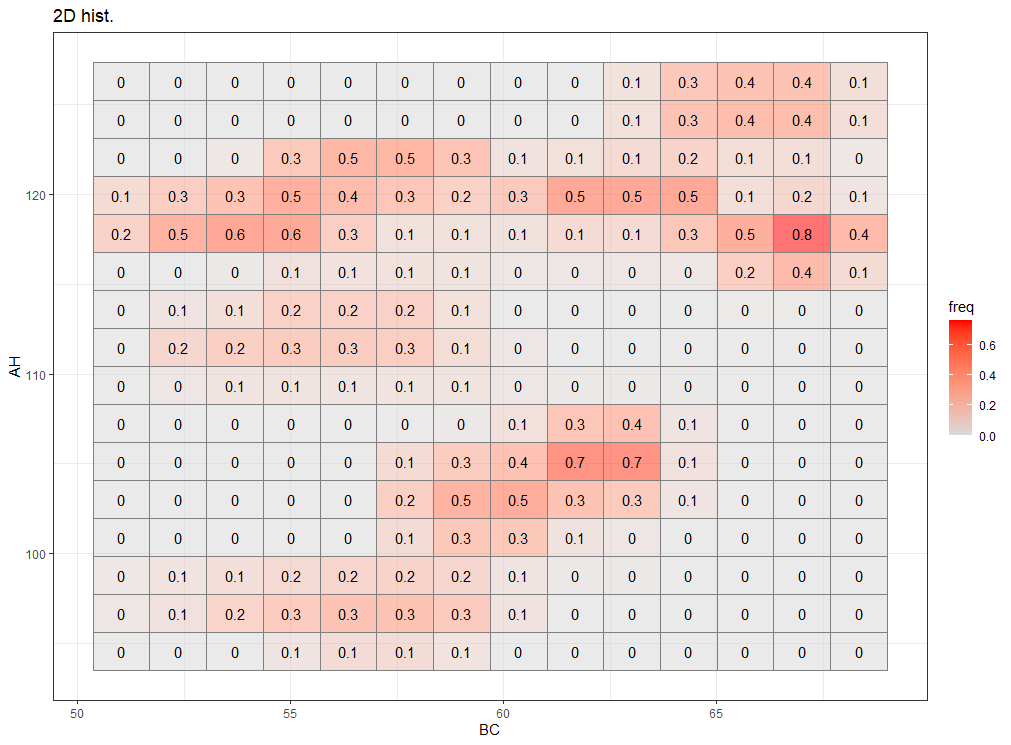 2D hist.
0 0 0 0 0 0 0 0 0 0.1 0.3 0.4 0.4 0.1
0 0 0 0 0 0 0 0 0 0.1 0.3 0.4 0.4 0.1
0 0 0 0.3 0.5 0.5 0.3 0.1 0.1 0.1 0.2 0.1 0.1 0
120 0.1 0.3 0.3 0.5 0.4 0.3 0.2 0.3 0.5 0.5 0.5 0.1 0.2 0.1
0.2 0.5 0.6 0.6 0.3 0.1 0.1 0.1 0.1 0.1 0.3 0.5 0.8 0.4
0 0 0 0.1 0.1 0.1 0.1 0 0 0 0 0.2 0.4 0.1
0 0.1 0.1 0.2 0.2 0.2 0.1 0 0 0 0 0 0 0
0 0.2 0.2 0.3 0.3 0.3 0.1 0 0 0 0 0 0 0
110 0 0 0.1 0.1 0.1 0.1 0.1 0 0 0 0 0 0 0
0 0 0 0 0 0 0 0.1 0.3 0.4 0.1 0 0 0
0 0 0 0 0 0.1 0.3 0.4 0.7 0.7 0.1 0 0 0
0 0 0 0 0 0.2 0.5 0.5 0.3 0.3 0.1 0 0 0
100 0 0 0 0 0 0.1 0.3 0.3 0.1 0 0 0 0 0
0 0.1 0.1 0.2 0.2 0.2 0.2 0.1 0 0 0 0 0 0
0 0.1 0.2 0.3 0.3 0.3 0.3 0.1 0 0 0 0 0 0
0 0 0 0.1 0.1 0.1 0.1 0 0 0 0 0 0 0
50 55 60 65
BC
AH
freq
0.6
0.4
0.2
0.0